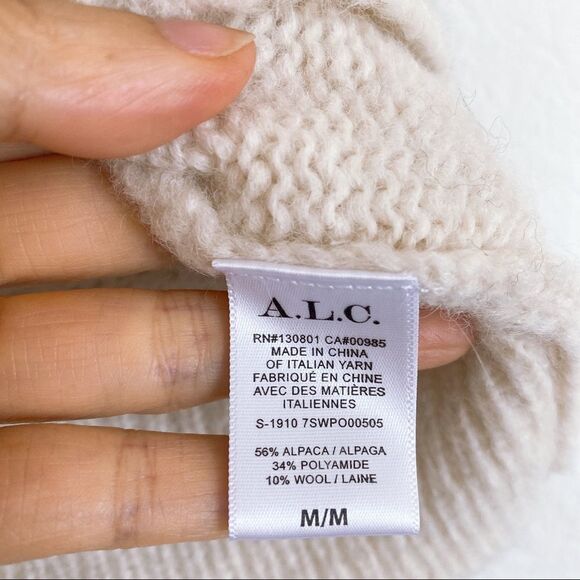 A.L.C.
RN#130801 CA#00985
MADE IN CHINA
OF ITALIAN YARN
FABRIQUÉ EN CHINE
AVEC DES MATIÈRES
ITALIENNES
S-1910 7SWPO00505
56% ALPACA / ALPAGA
34% POLYAMIDE
10% WOOL / LAINE
M/M